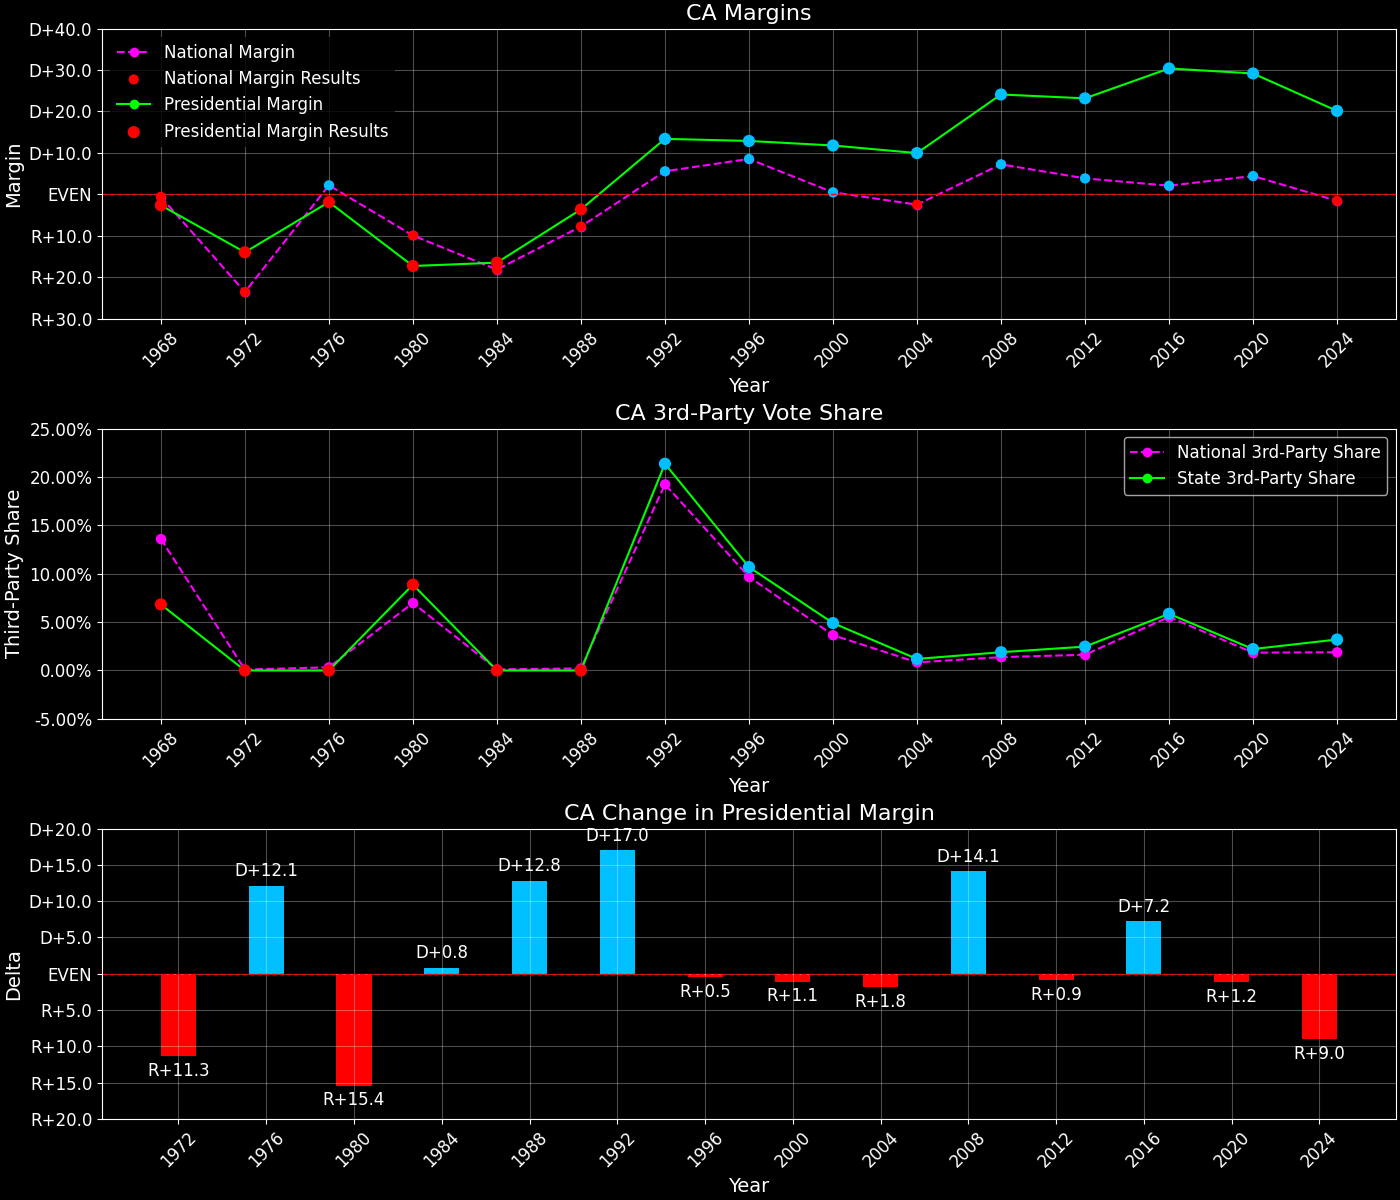 CA Margins
Margin
D+40.0
D+30.0
D+20.0
D+10.0
EVEN
R+10.0
R+20.0
R+30.0
National Margin
National Margin Results
Presidential Margin
Presidential Margin Results
1968 1972 1976 1980 1984 1988 1992 1996 2000 2004 2008 2012 2016 2020 2024
Year
CA 3rd-Party Vote Share
Third-Party Share
25.00%
20.00%
15.00%
10.00%
5.00%
0.00%
-5.00%
National 3rd-Party Share
State 3rd-Party Share
1968 1972 1976 1980 1984 1988 1992 1996 2000 2004 2008 2012 2016 2020 2024
Year
CA Change in Presidential Margin
Delta
D+20.0
D+15.0
D+10.0
D+5.0
EVEN
R+5.0
R+10.0
R+15.0
R+20.0
R+11.3
D+12.1
R+15.4
D+0.8
D+12.8
D+17.0
R+0.5
R+1.1
R+1.8
D+14.1
R+0.9
D+7.2
R+1.2
R+9.0
1972 1976 1980 1984 1988 1992 1996 2000 2004 2008 2012 2016 2020 2024
Year